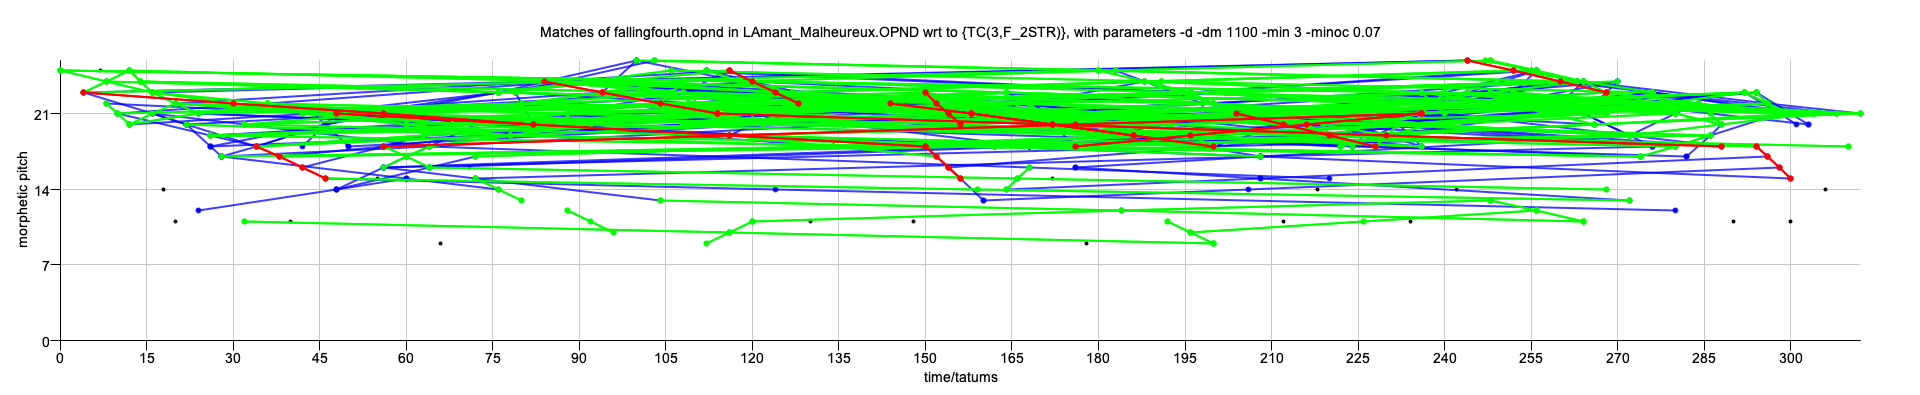 Matches of fallingfourth.opnd in LAmant_Malheureux.OPND wrt to {TC(3,F_2STR)}, with parameters -d -dm 1100 -min 3 -minoc 0.07
morphetic pitch
21
14
7
0
0 15 30 45 60 75 90 105 120 135 150 165 180 195 210 225 240 255 270 285 300
time/tatums